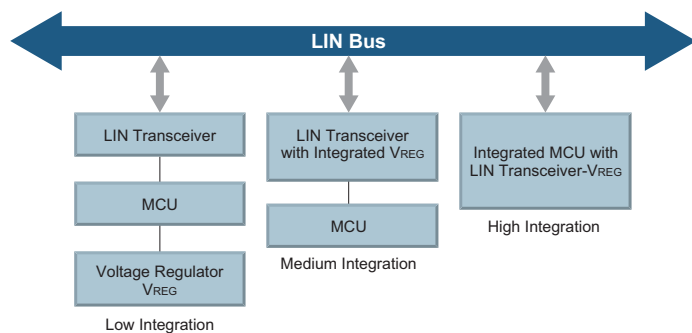 LIN Bus
LIN Transceiver
MCU
Voltage Regulator
VREG
Low Integration
LIN Transceiver
with Integrated VREG
MCU
Medium Integration
Integrated MCU with
LIN Transceiver-VREG
High Integration